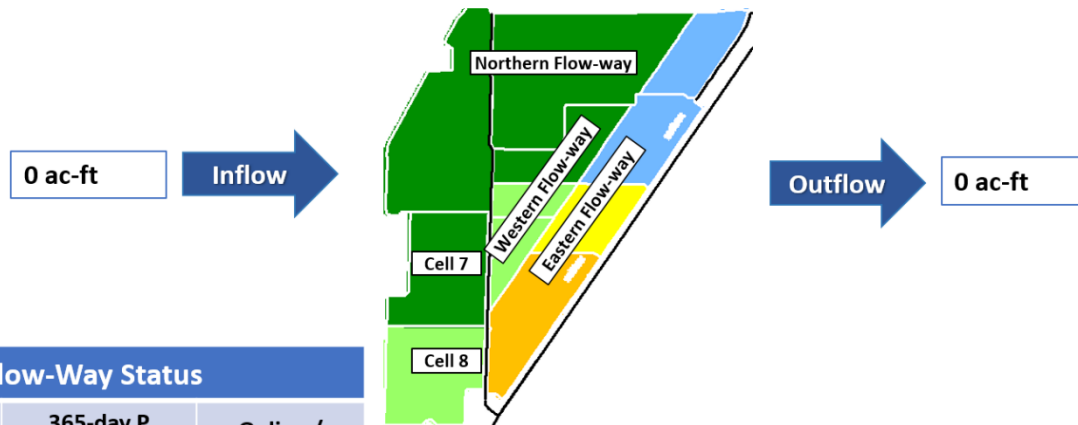 Northern Flow-way
0 ac-ft
Inflow
Western Flow-way
Eastern Flow-way
Outflow
0 ac-ft
Cell 7
Cell 8
low-Way Status
365-day P